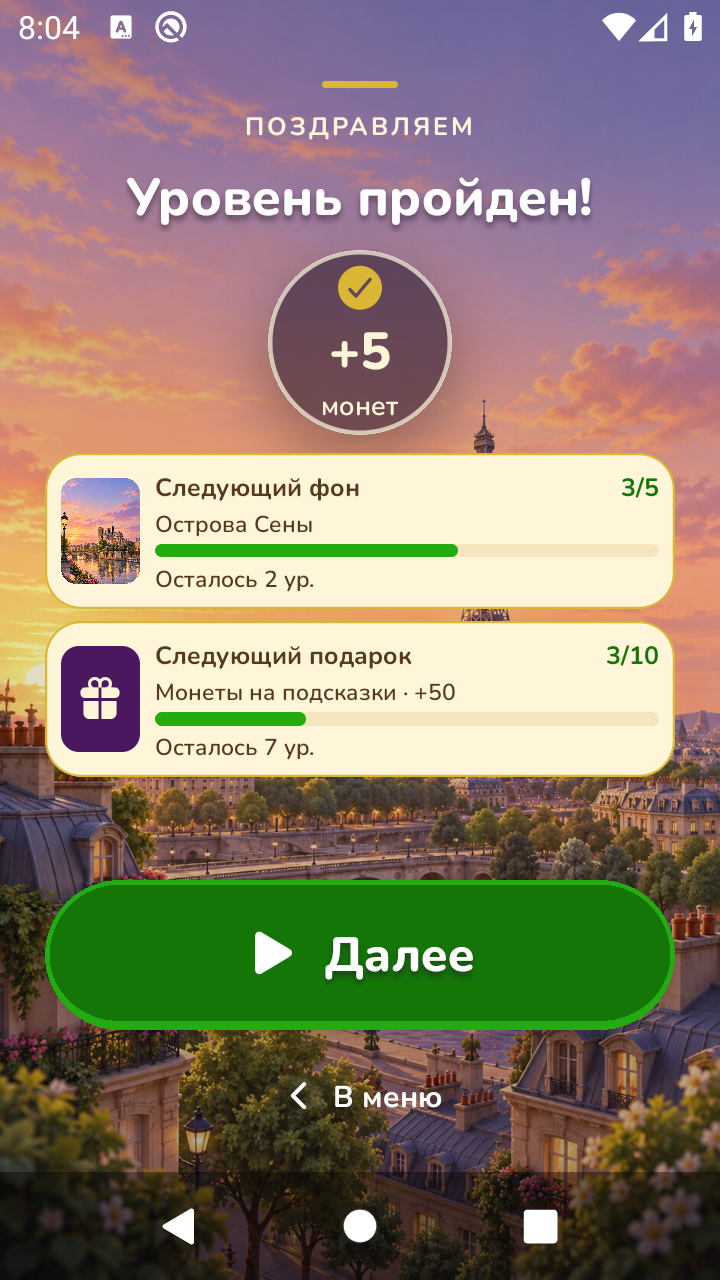 8:04
A
ПОЗДРАВЛЯЕМ
Уровень пройден!
+5
монет
Следующий фон 3/5
Острова Сены
Осталось 2 ур.
Следующий подарок 3/10
Монеты на подсказки · +50
Осталось 7 ур.
Далее
В меню